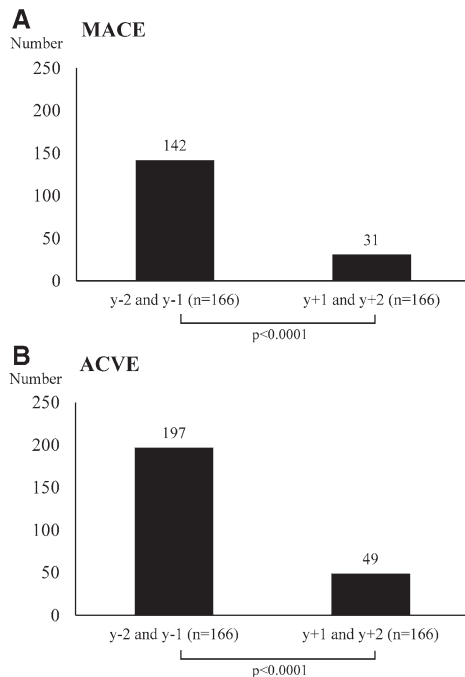 A MACE
Number
250
200
150
100
50
0
142
31
y-2 and y-1 (n=166) y+1 and y+2 (n=166)
p<0.0001
B ACVE
Number
250
200
150
100
50
0
197
49
y-2 and y-1 (n=166) y+1 and y+2 (n=166)
p<0.0001